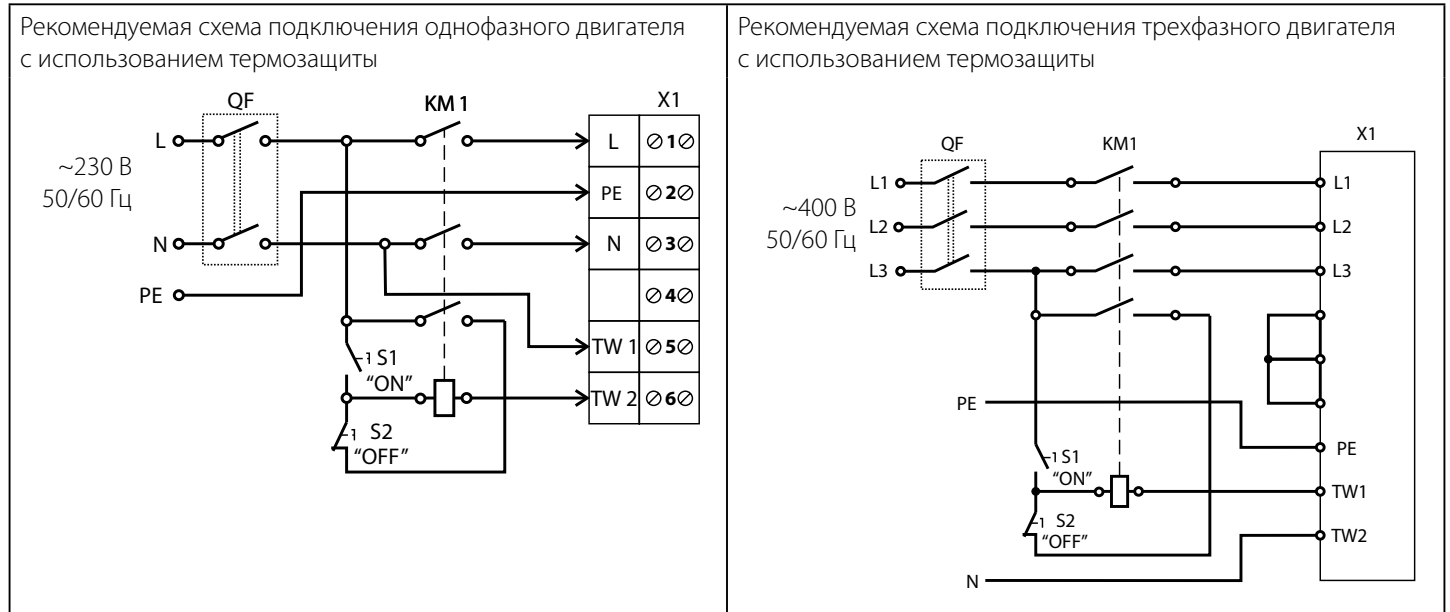 Рекомендуемая схема подключения однофазного двигателя
с использованием термозащиты
QF
KM 1
X1
L
L
1
~230 В
50/60 Гц
PE
2
N
N
3
PE
4
S1
"ON"
TW 1
5
TW 2
6
S2
"OFF"
Рекомендуемая схема подключения трехфазного двигателя
с использованием термозащиты
QF
KM1
X1
L1
L1
~400 В
50/60 Гц
L2
L2
L3
L3
PE
PE
S1
"ON"
TW1
S2
"OFF"
TW2
N